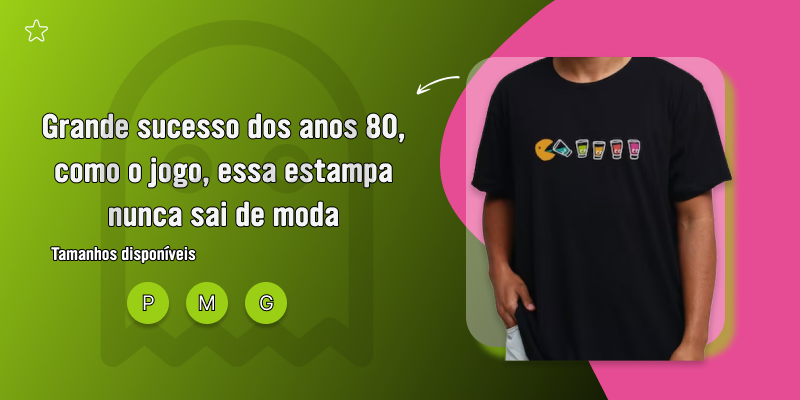 Grande sucesso dos anos 80,
como o jogo, essa estampa
nunca sai de moda
Tamanhos disponíveis
P M G